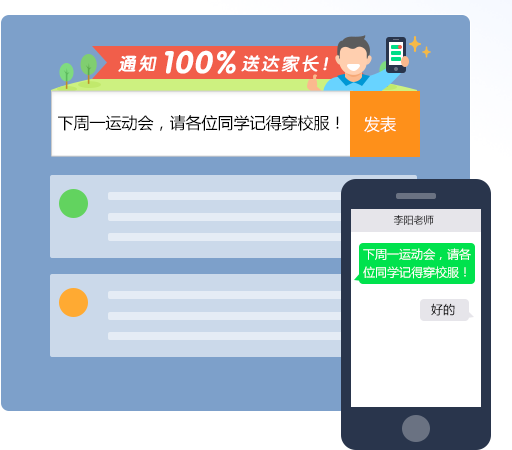 通知100%送达家长！
下周一运动会，请各位同学记得穿校服！
发表
李阳老师
下周一运动会，请各
位同学记得穿校服！
好的